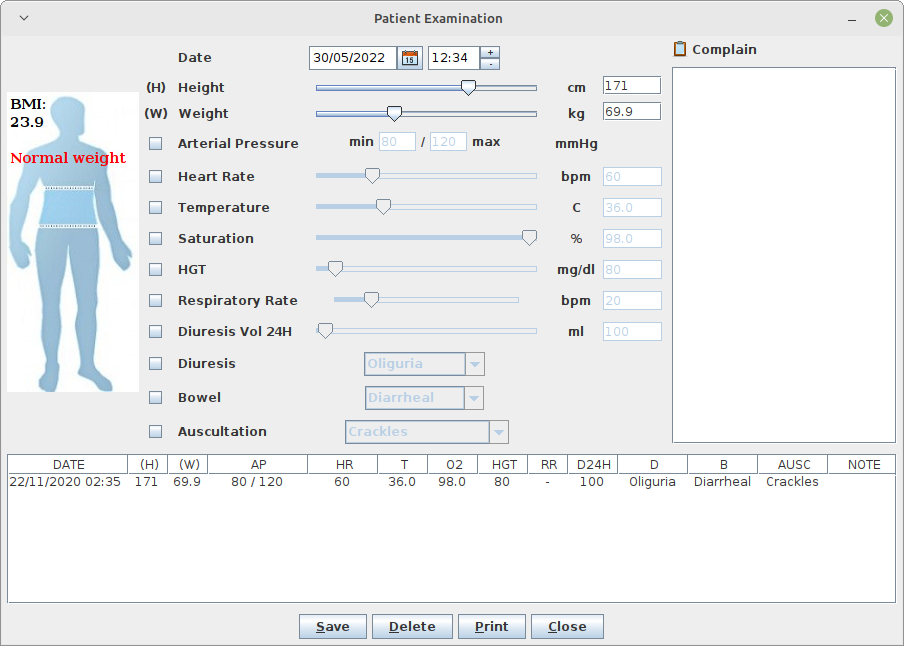 Patient Examination
Date 30/05/2022 15 12:34 + -
Complain
(H) Height cm 171
BMI:
23.9
(W) Weight kg 69.9
Normal weight
Arterial Pressure min 80 / 120 max mmHg
Heart Rate bpm 60
Temperature C 36.0
Saturation % 98.0
HGT mg/dl 80
Respiratory Rate bpm 20
Diuresis Vol 24H ml 100
Diuresis Oliguria
Bowel Diarrheal
Auscultation Crackles
DATE (H) (W) AP HR T O2 HGT RR D24H D B AUSC NOTE
22/11/2020 02:35 171 69.9 80 / 120 60 36.0 98.0 80 - 100 Oliguria Diarrheal Crackles
Save Delete Print Close